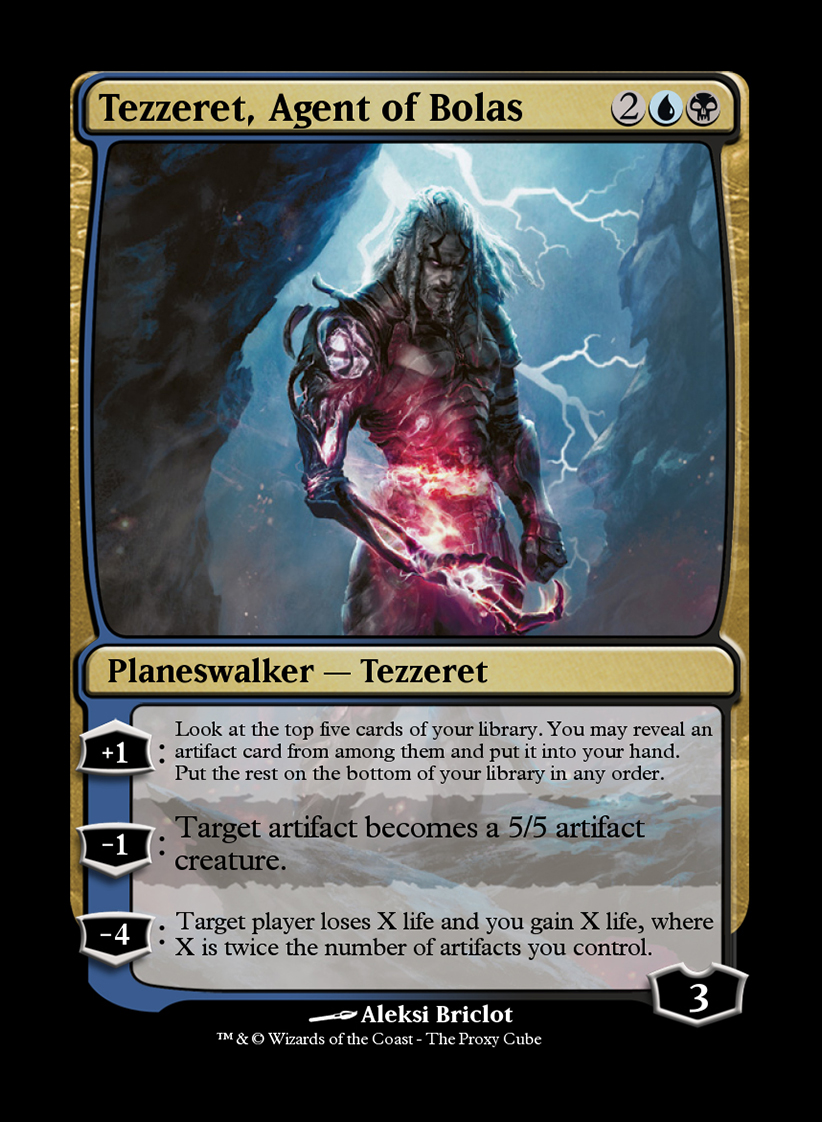 Tezzeret, Agent of Bolas 2
Planeswalker — Tezzeret
+1 : Look at the top five cards of your library. You may reveal an
artifact card from among them and put it into your hand.
Put the rest on the bottom of your library in any order.
-1 : Target artifact becomes a 5/5 artifact
creature.
-4 : Target player loses X life and you gain X life, where
X is twice the number of artifacts you control.
3
Aleksi Briclot
™ & © Wizards of the Coast - The Proxy Cube